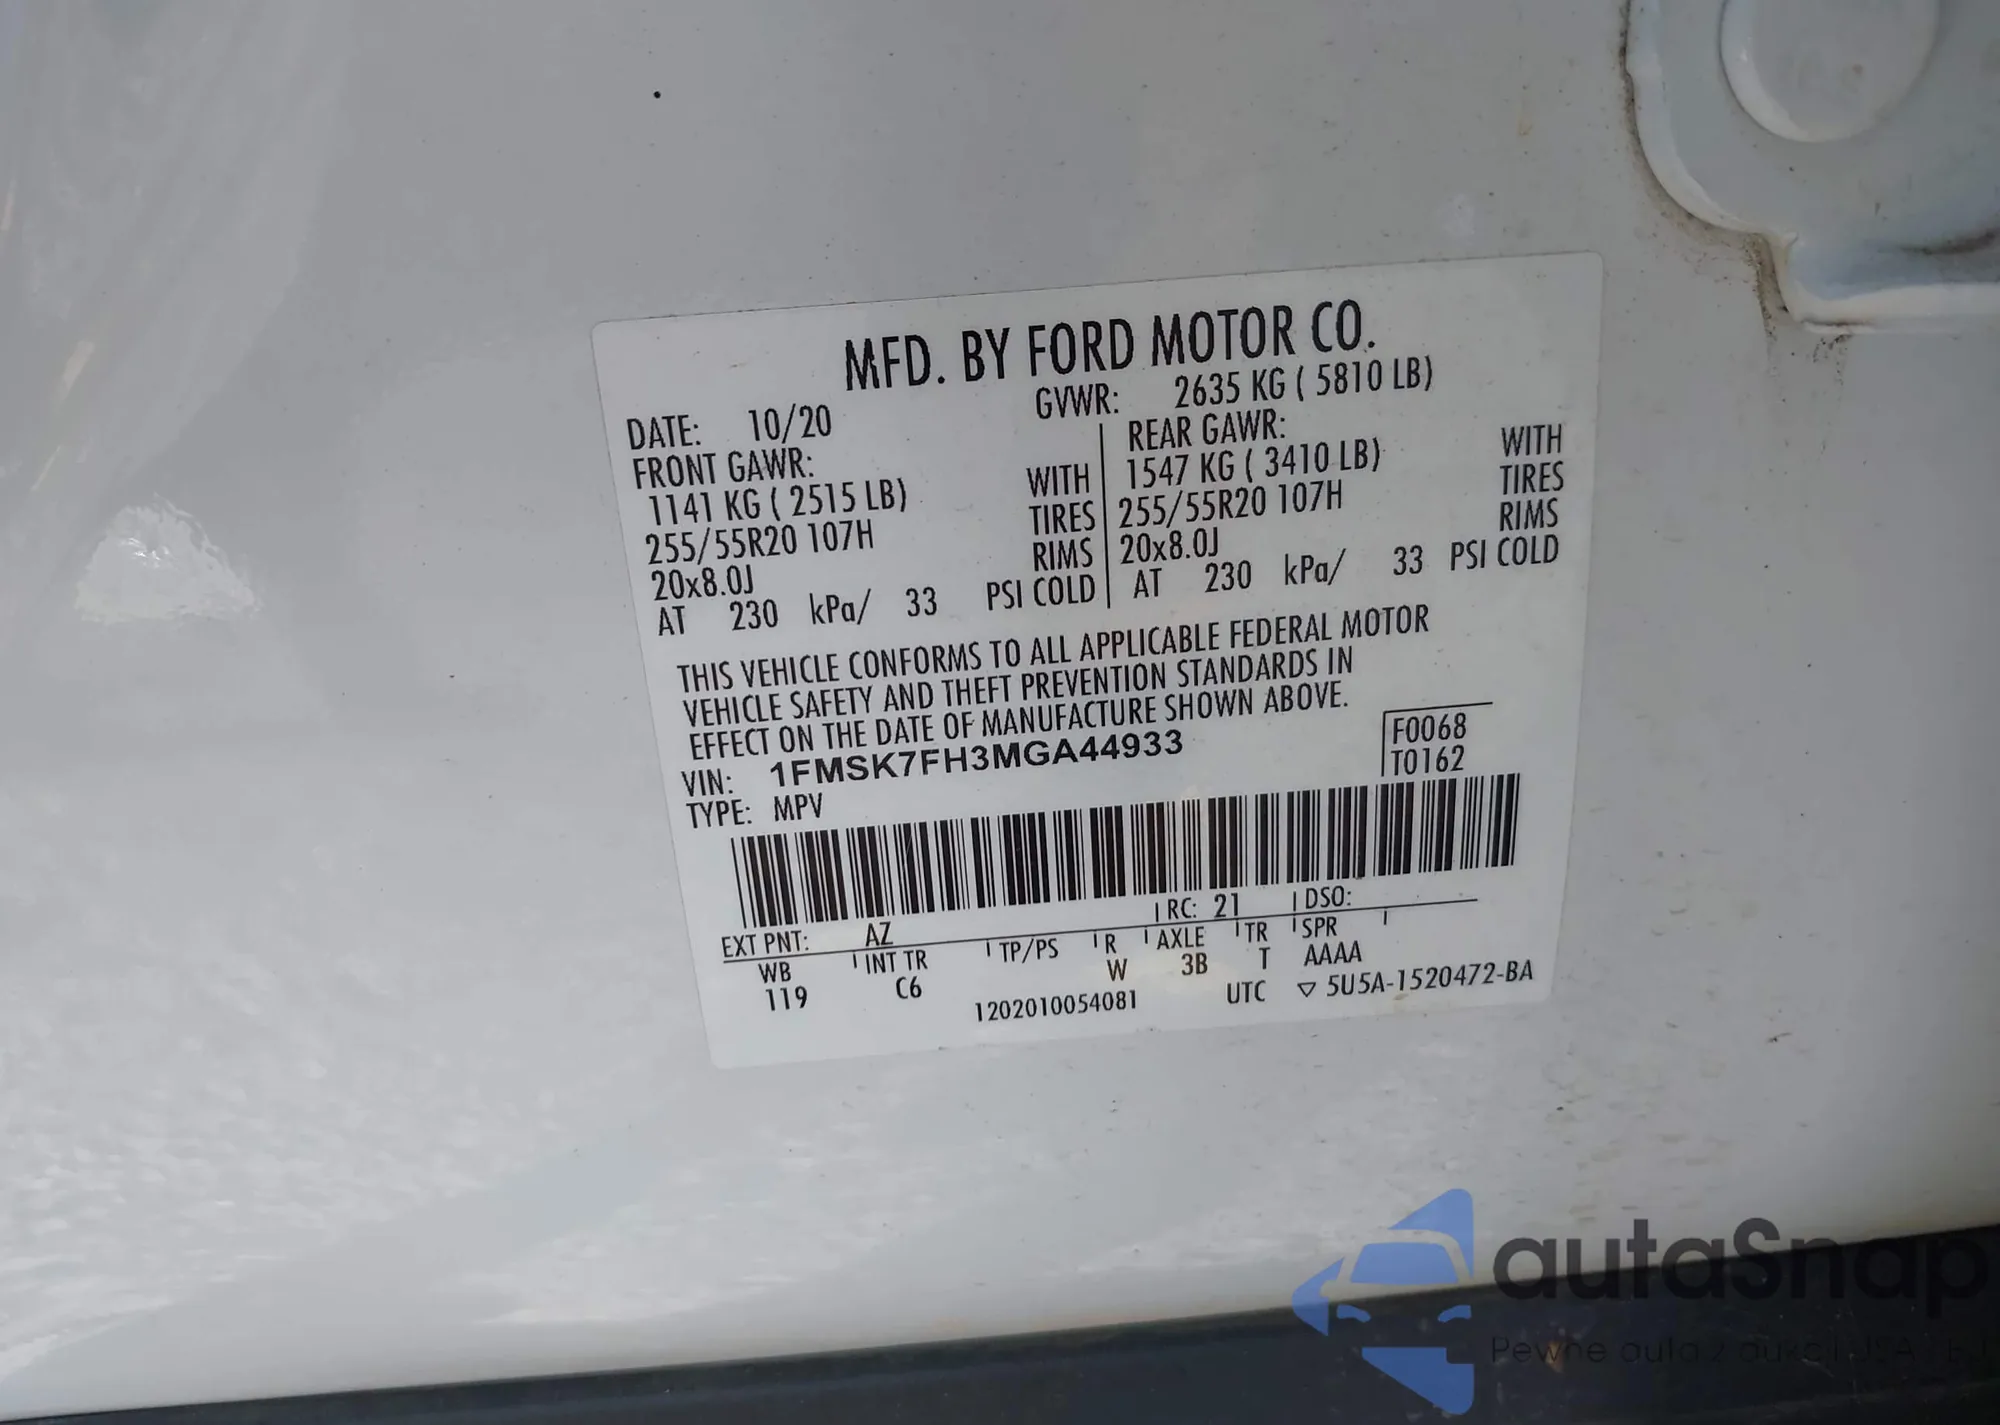 MFD. BY FORD MOTOR CO.
DATE: 10/20 GVWR: 2635 KG ( 5810 LB)
FRONT GAWR: REAR GAWR:
1141 KG ( 2515 LB) WITH 1547 KG ( 3410 LB) WITH
255/55R20 107H TIRES 255/55R20 107H TIRES
20x8.0J RIMS 20x8.0J RIMS
AT 230 kPa/ 33 PSI COLD AT 230 kPa/ 33 PSI COLD
THIS VEHICLE CONFORMS TO ALL APPLICABLE FEDERAL MOTOR
VEHICLE SAFETY AND THEFT PREVENTION STANDARDS IN
EFFECT ON THE DATE OF MANUFACTURE SHOWN ABOVE.
VIN: 1FMSK7FH3MGA44933 F0068
TYPE: MPV T0162
EXT PNT: AZ RC: 21 DSO:
WB INT TR TP/PS R AXLE TR SPR
119 C6 W 3B T AAAA
1202010054081 UTC ▽ 5U5A-1520472-BA
autaSnap
Pewne auta z aukcji USA i EU